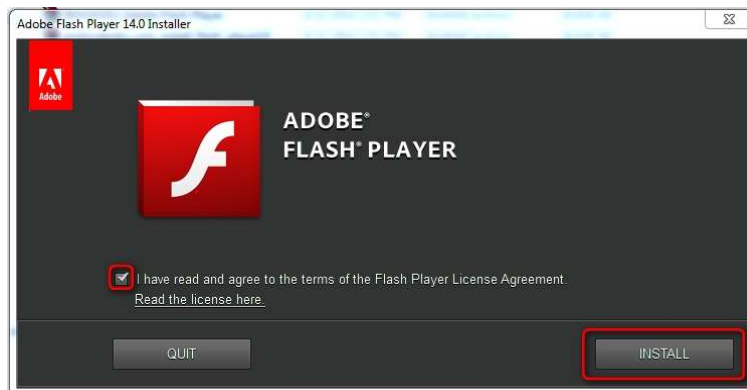 Adobe Flash Player 14.0 Installer
Adobe
ADOBE®
FLASH® PLAYER
I have read and agree to the terms of the Flash Player License Agreement.
Read the license here.
QUIT
INSTALL